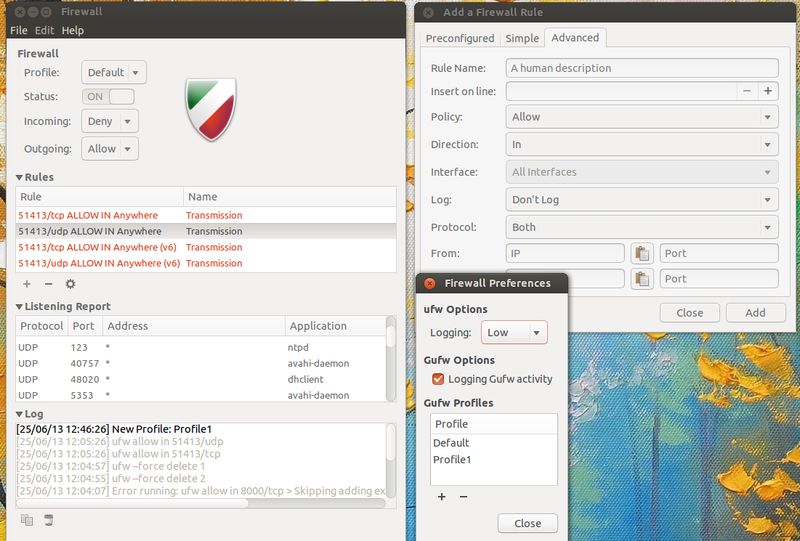 Firewall
File Edit Help
Firewall
Profile: Default
Status: ON
Incoming: Deny
Outgoing: Allow
Rules
Rule Name
51413/tcp ALLOW IN Anywhere Transmission
51413/udp ALLOW IN Anywhere Transmission
51413/tcp ALLOW IN Anywhere (v6) Transmission
51413/udp ALLOW IN Anywhere (v6) Transmission
Listening Report
Protocol Port Address Application
UDP 123 * ntpd
UDP 40757 * avahi-daemon
UDP 48020 * dhclient
UDP 5353 * avahi-daemon
Log
[25/06/13 12:46:26] New Profile: Profile1
[25/06/13 12:05:26] ufw allow in 51413/udp
[25/06/13 12:05:26] ufw allow in 51413/tcp
[25/06/13 12:04:57] ufw --force delete 1
[25/06/13 12:04:55] ufw --force delete 2
[25/06/13 12:04:07] Error running: ufw allow in 8000/tcp > Skipping adding ex
Add a Firewall Rule
Preconfigured Simple Advanced
Rule Name: A human description
Insert on line:
Policy: Allow
Direction: In
Interface: All Interfaces
Log: Don't Log
Protocol: Both
From: IP Port
Port
Close Add
Firewall Preferences
ufw Options
Logging: Low
Gufw Options
Logging Gufw activity
Gufw Profiles
Profile
Default
Profile1
Close